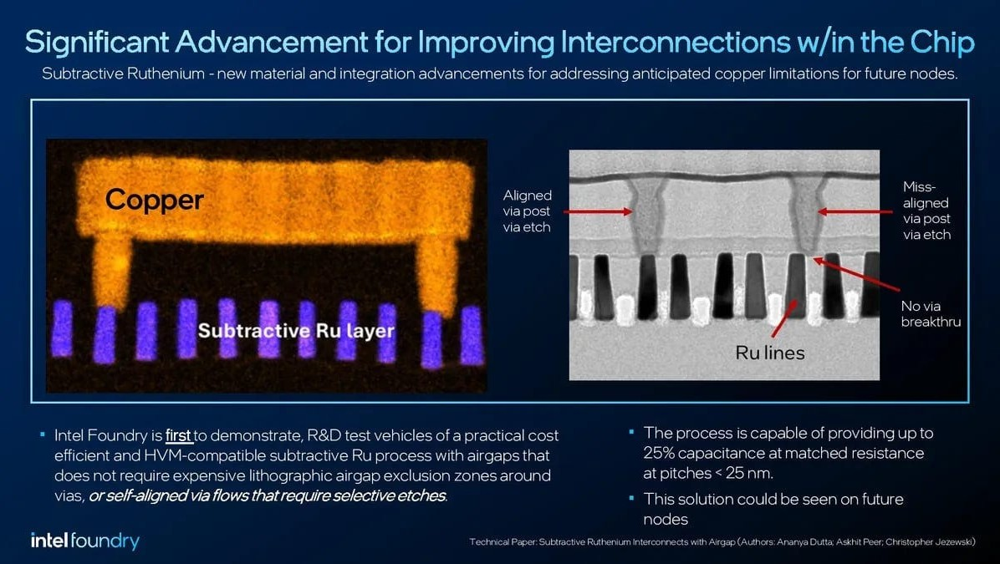 Significant Advancement for Improving Interconnections w/in the Chip
Subtractive Ruthenium - new material and integration advancements for addressing anticipated copper limitations for future nodes.
Copper
Subtractive Ru layer
Aligned
via post
via etch
Miss-
aligned
via post
via etch
No via
breakthru
Ru lines
▪ Intel Foundry is first to demonstrate, R&D test vehicles of a practical cost
efficient and HVM-compatible subtractive Ru process with airgaps that
does not require expensive lithographic airgap exclusion zones around
vias, or self-aligned via flows that require selective etches.
▪ The process is capable of providing up to
25% capacitance at matched resistance
at pitches < 25 nm.
▪ This solution could be seen on future
nodes
intel foundry
Technical Paper: Subtractive Ruthenium Interconnects with Airgap (Authors: Ananya Dutta; Askhit Peer; Christopher Jezewski)